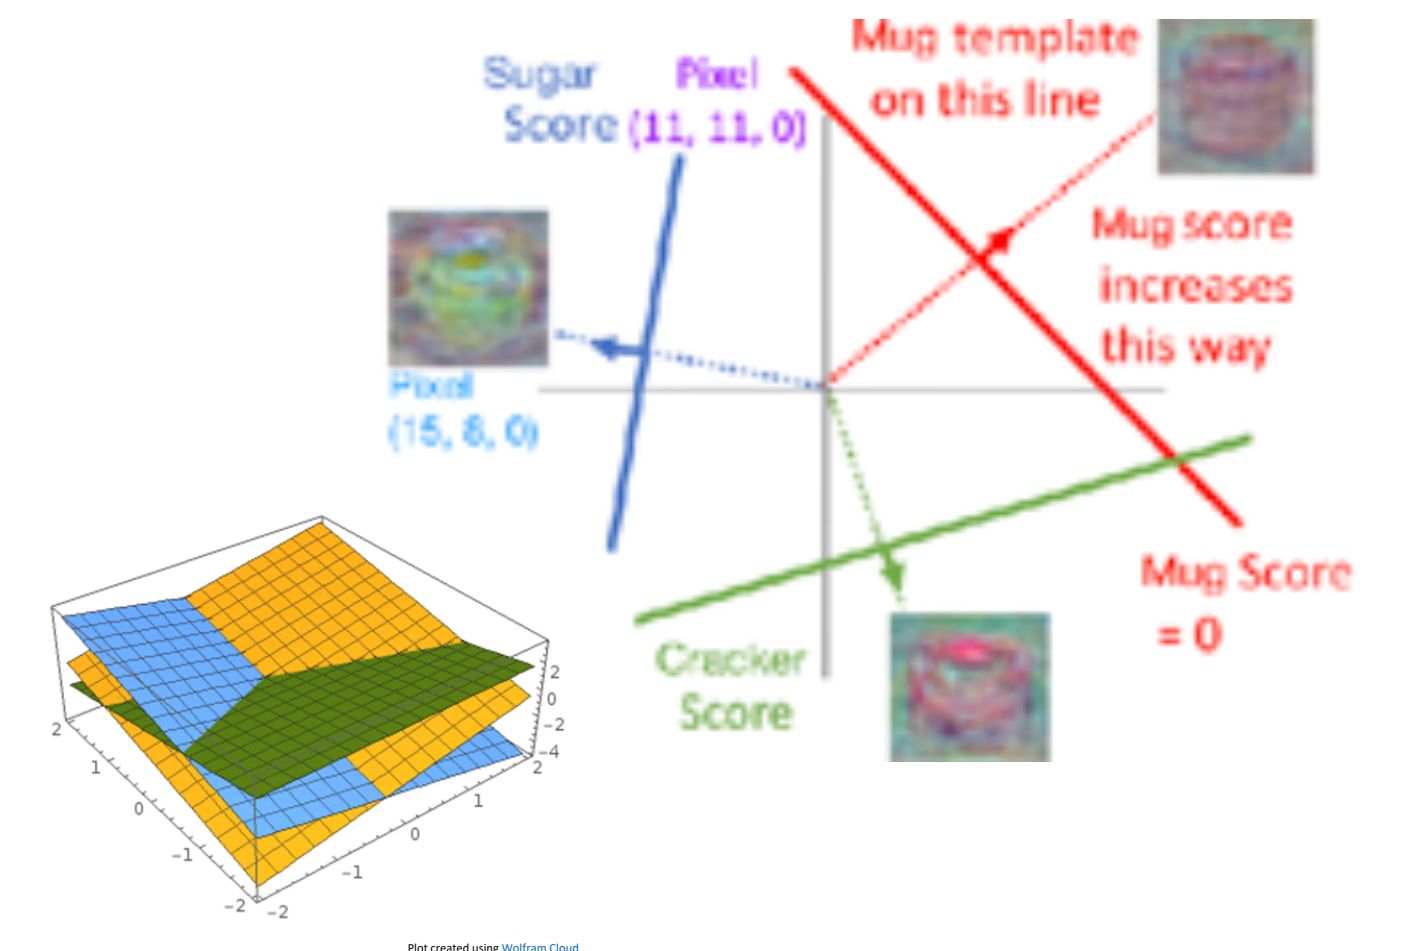 Mug template
on this line
Sugar
Score
Pixel
(11, 11, 0)
Mug score
increases
this way
Pixel
(15, 8, 0)
Mug Score
= 0
Cracker
Score
2
1
0
-1
-2
-2
-1
0
1
2
2
0
-2
-4
Plot created using Wolfram Cloud